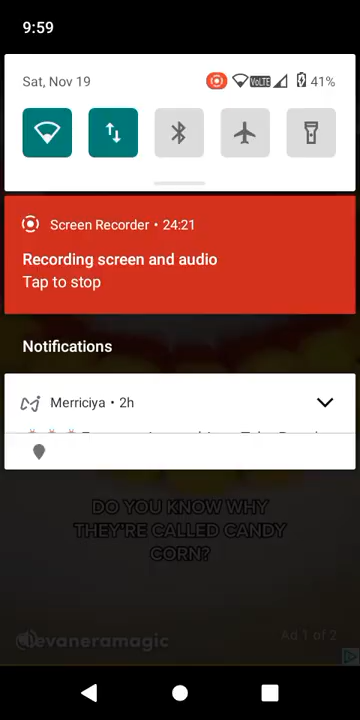 9:59
Sat, Nov 19
VoLTE
41%
Screen Recorder • 24:21
Recording screen and audio
Tap to stop
Notifications
Merriciya • 2h
DO YOU KNOW WHY
THEY'RE CALLED CANDY
CORN?
evaneramagic
Ad 1 of 2